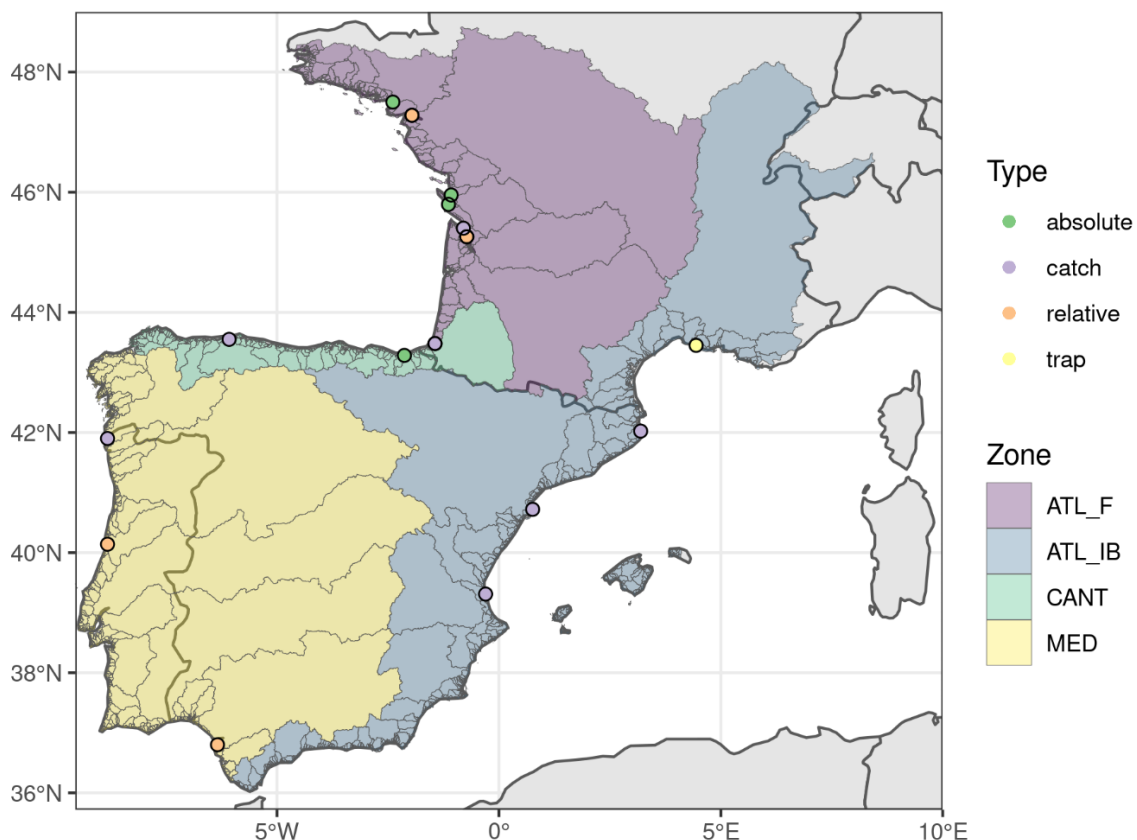 48°N
46°N
44°N
42°N
40°N
38°N
36°N
5°W
0°
5°E
10°E
Type
absolute
catch
relative
trap
Zone
ATL_F
ATL_IB
CANT
MED